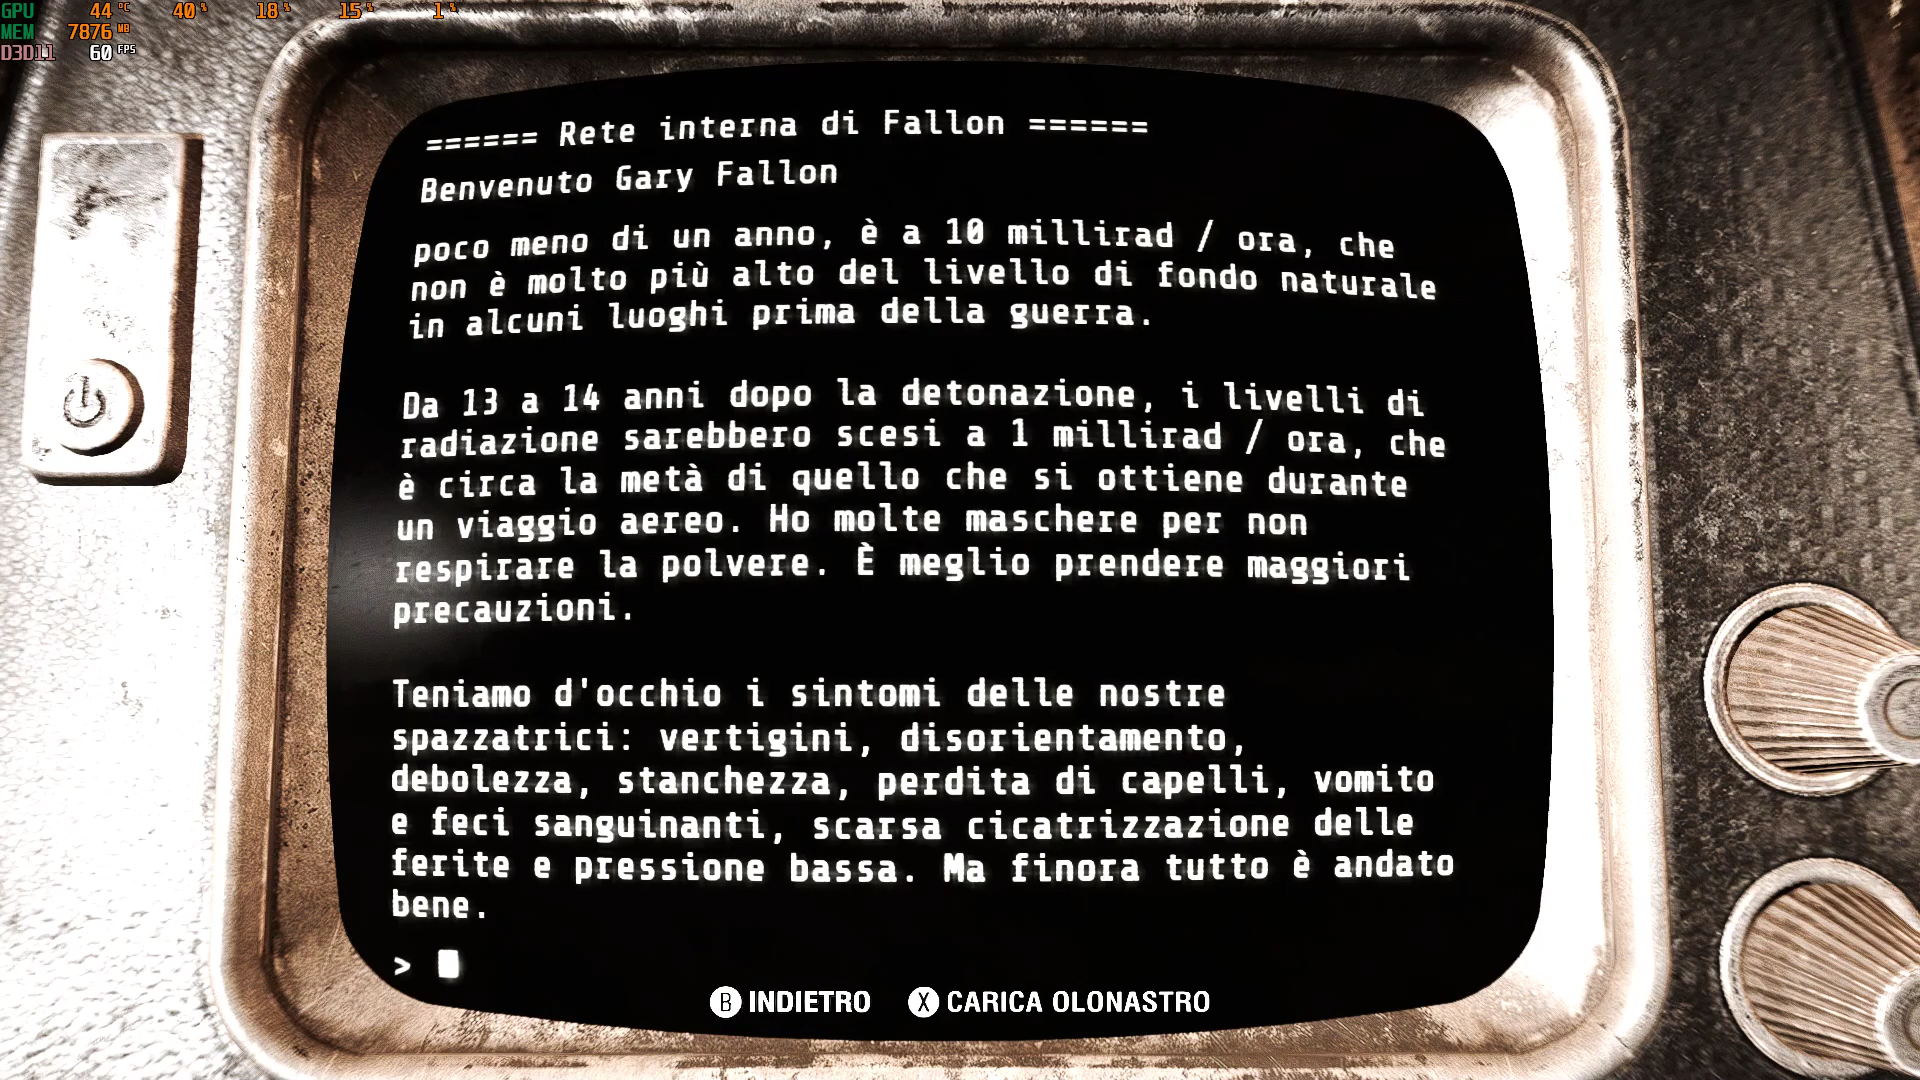 GPU 44 °C 40 % 18 % 15 % 1 %
MEM 7876 MB
D3D11 60 FPS
====== Rete interna di Fallon ======
Benvenuto Gary Fallon
poco meno di un anno, è a 10 millirad / ora, che
non è molto più alto del livello di fondo naturale
in alcuni luoghi prima della guerra.
Da 13 a 14 anni dopo la detonazione, i livelli di
radiazione sarebbero scesi a 1 millirad / ora, che
è circa la metà di quello che si ottiene durante
un viaggio aereo. Ho molte maschere per non
respirare la polvere. È meglio prendere maggiori
precauzioni.
Teniamo d'occhio i sintomi delle nostre
spazzatrici: vertigini, disorientamento,
debolezza, stanchezza, perdita di capelli, vomito
e feci sanguinanti, scarsa cicatrizzazione delle
ferite e pressione bassa. Ma finora tutto è andato
bene.
>
B INDIETRO X CARICA OLONASTRO